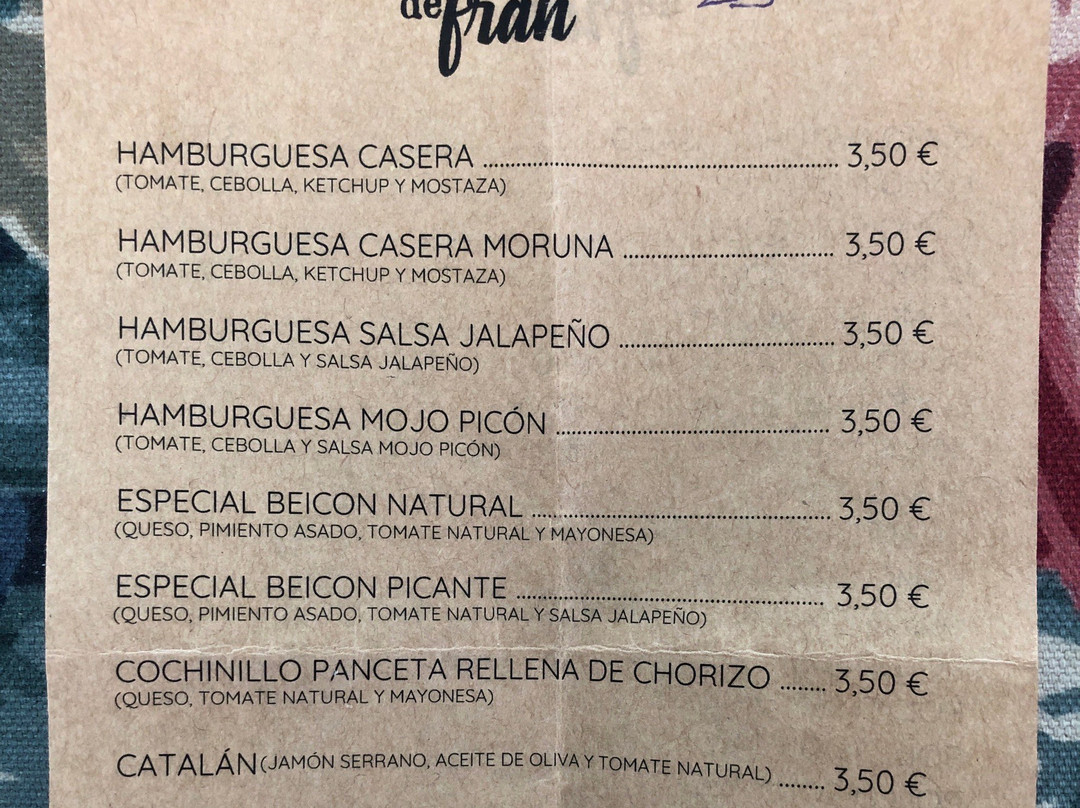 de
fran
HAMBURGUESA CASERA ........ 3,50 €
(TOMATE, CEBOLLA, KETCHUP Y MOSTAZA)
HAMBURGUESA CASERA MORUNA ........ 3,50 €
(TOMATE, CEBOLLA, KETCHUP Y MOSTAZA)
HAMBURGUESA SALSA JALAPEÑO ........ 3,50 €
(TOMATE, CEBOLLA Y SALSA JALAPEÑO)
HAMBURGUESA MOJO PICÓN ........ 3,50 €
(TOMATE, CEBOLLA Y SALSA MOJO PICÓN)
ESPECIAL BEICON NATURAL ........ 3,50 €
(QUESO, PIMIENTO ASADO, TOMATE NATURAL Y MAYONESA)
ESPECIAL BEICON PICANTE ........ 3,50 €
(QUESO, PIMIENTO ASADO, TOMATE NATURAL Y SALSA JALAPEÑO)
COCHINILLO PANCETA RELLENA DE CHORIZO ........ 3,50 €
(QUESO, TOMATE NATURAL Y MAYONESA)
CATALÁN (JAMÓN SERRANO, ACEITE DE OLIVA Y TOMATE NATURAL) ........ 3,50 €